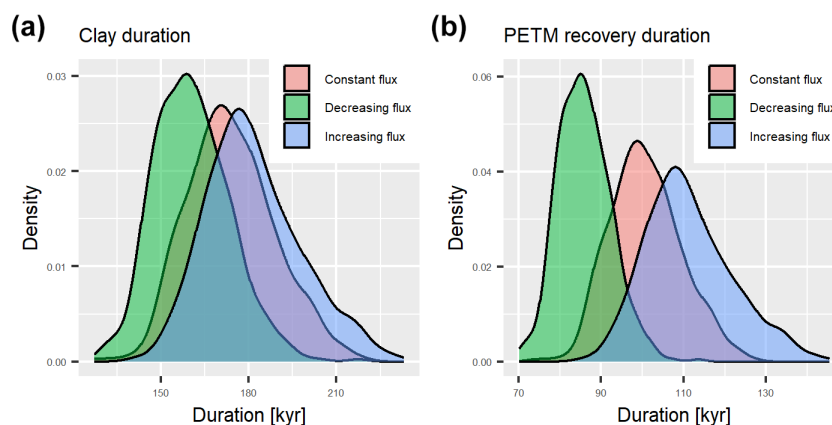 (a)
Clay duration
Constant flux
Decreasing flux
Increasing flux
0.03
0.02
0.01
0.00
Density
150
180
210
Duration [kyr]
(b)
PETM recovery duration
Constant flux
Decreasing flux
Increasing flux
0.06
0.04
0.02
0.00
Density
70
90
110
130
Duration [kyr]